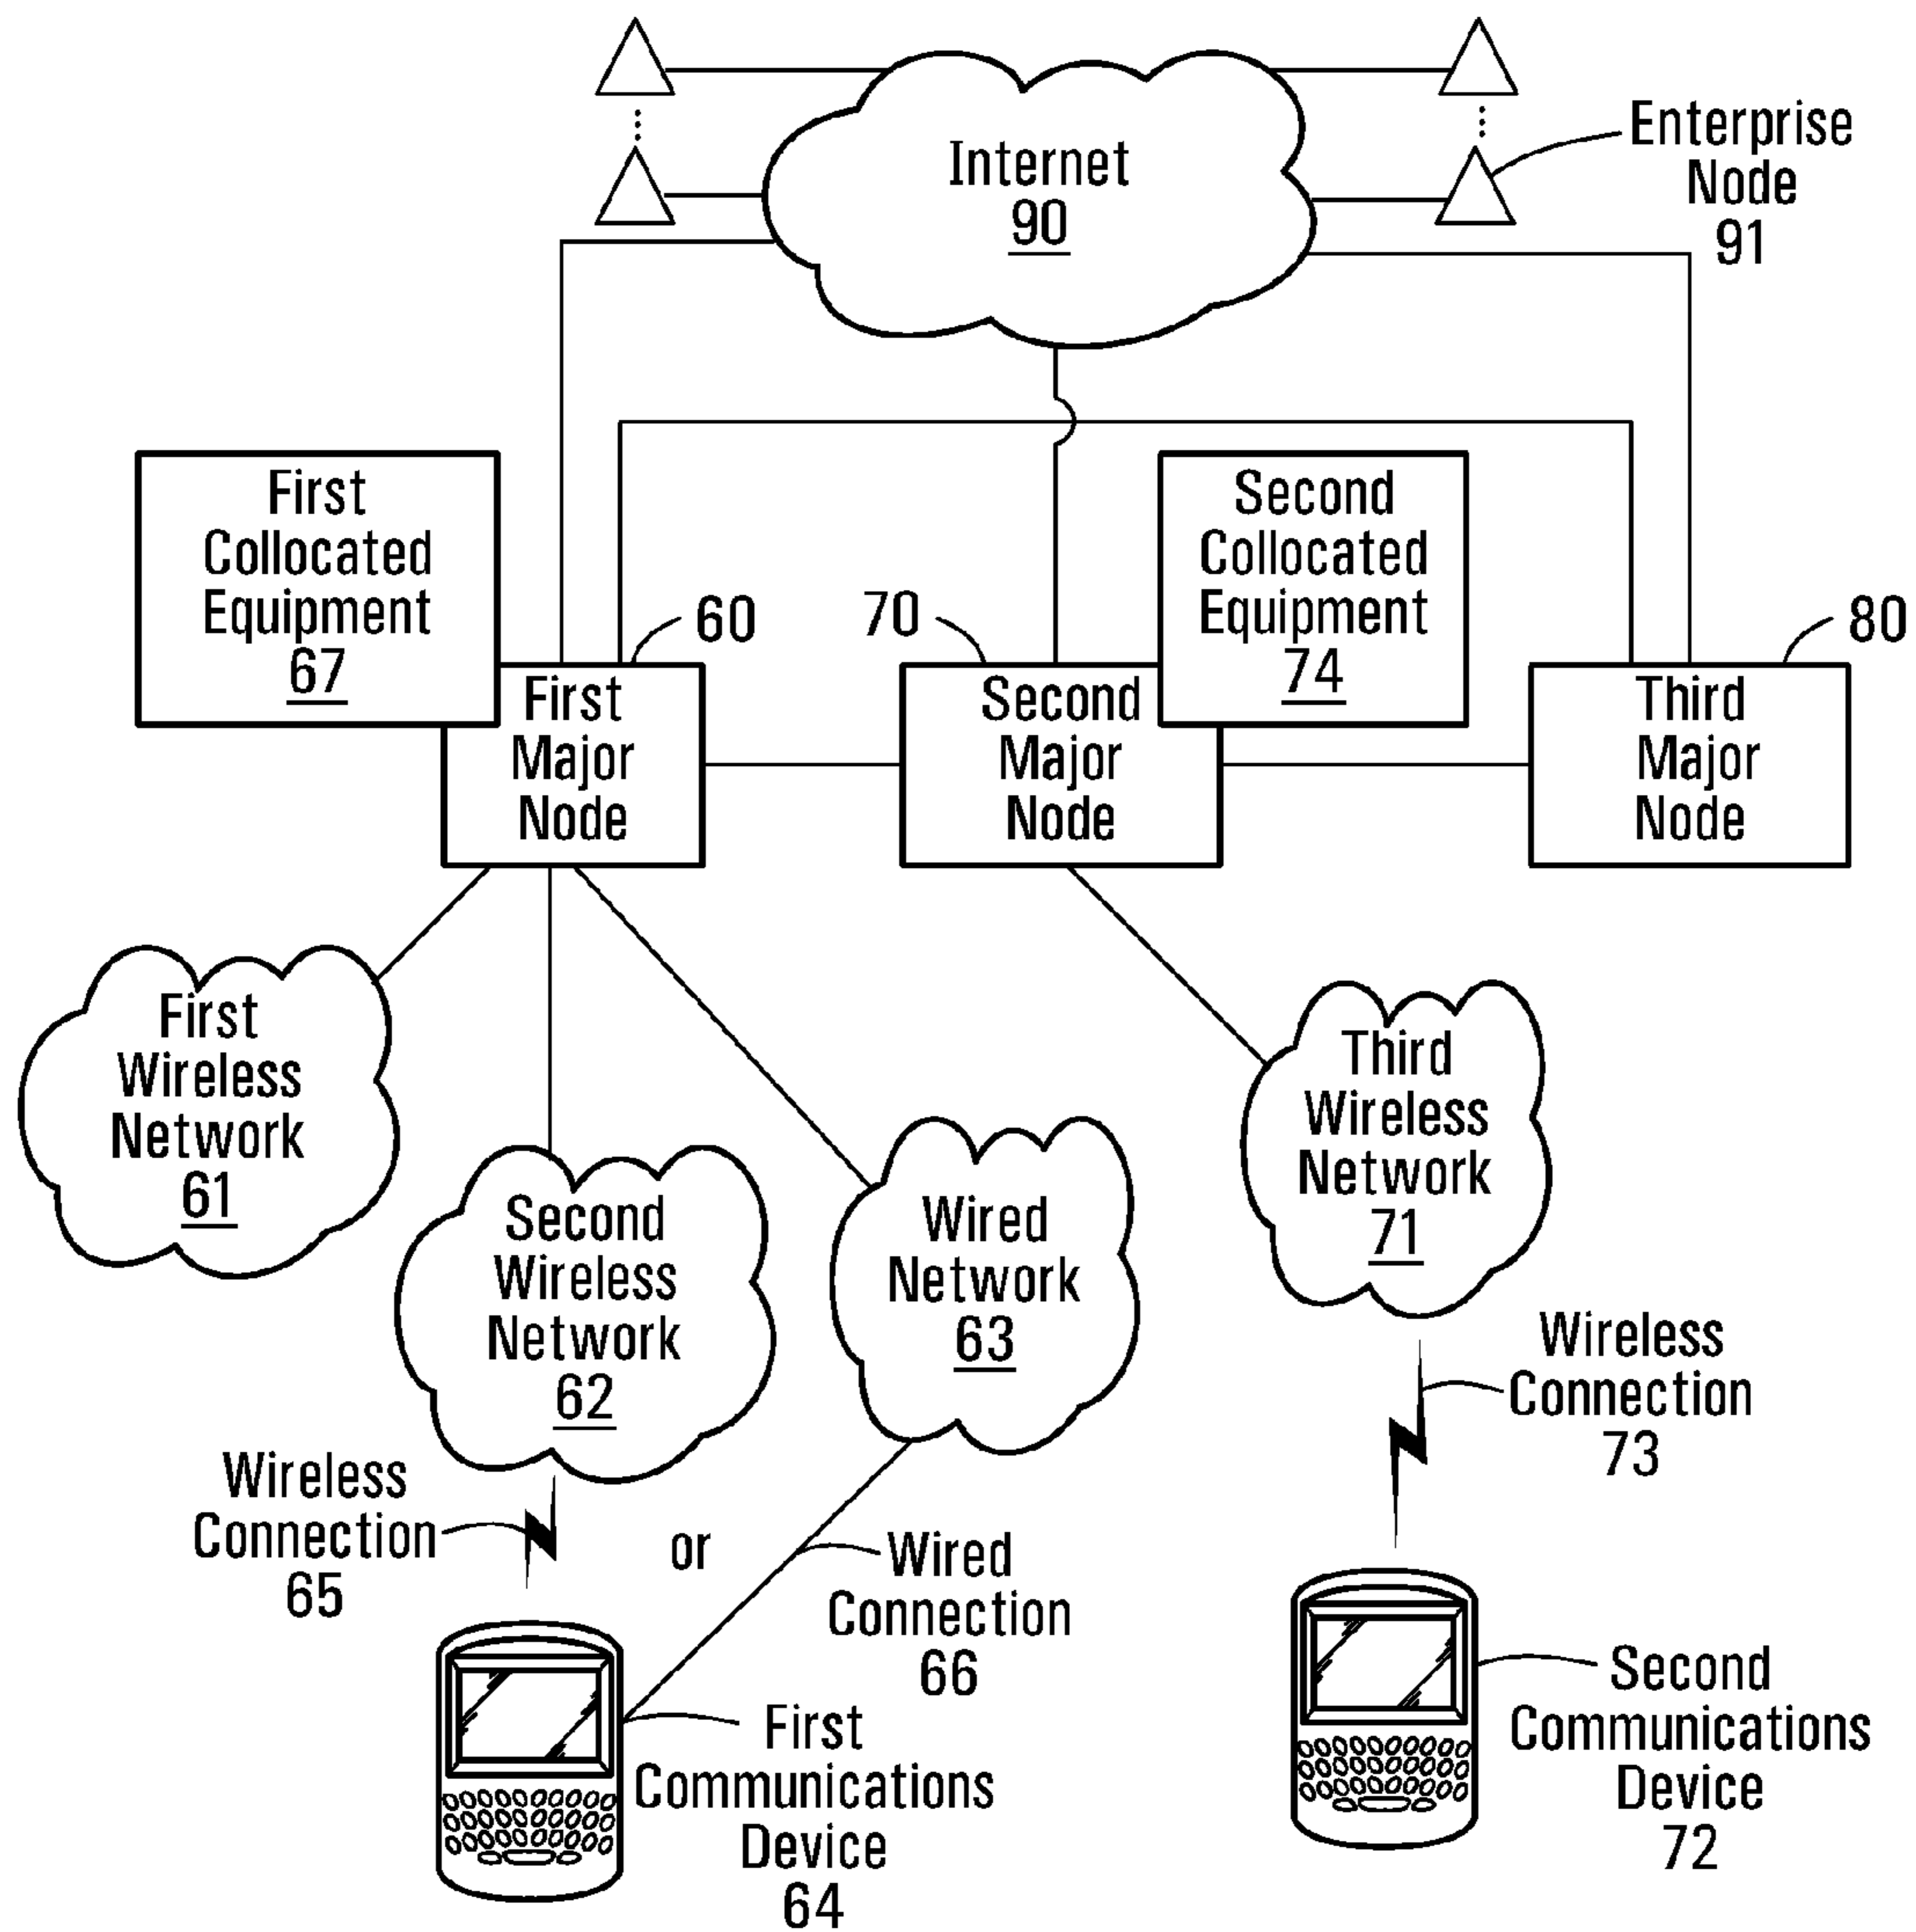 Internet
90
Enterprise
Node
91
First
Collocated
Equipment
67
60
70
Second
Collocated
Equipment
74
80
First
Major
Node
Second
Major
Node
Third
Major
Node
First
Wireless
Network
61
Second
Wireless
Network
62
Wired
Network
63
Third
Wireless
Network
71
Wireless
Connection
65
or
Wired
Connection
66
Wireless
Connection
73
First
Communications
Device
64
Second
Communications
Device
72